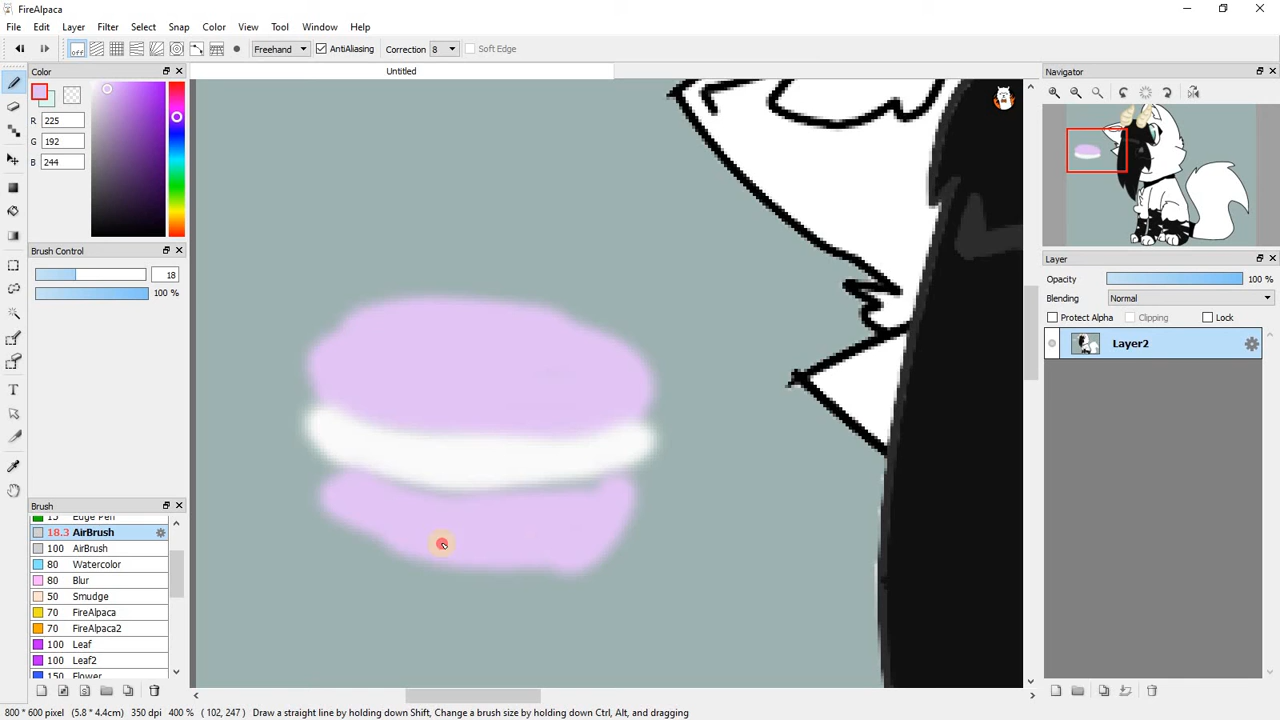 FireAlpaca
File Edit Layer Filter Select Snap Color View Tool Window Help
off Freehand AntiAliasing Correction 8 Soft Edge
Color
Untitled
Navigator
R 225
G 192
B 244
Brush Control
18
100 %
Layer
Opacity 100 %
Blending Normal
Protect Alpha Clipping Lock
Layer2
Brush
15 Edge Pen
18.3 AirBrush
100 AirBrush
80 Watercolor
80 Blur
50 Smudge
70 FireAlpaca
70 FireAlpaca2
100 Leaf
100 Leaf2
150 Flower
800 * 600 pixel (5.8 * 4.4cm) 350 dpi 400 % ( 102, 247 ) Draw a straight line by holding down Shift, Change a brush size by holding down Ctrl, Alt, and dragging